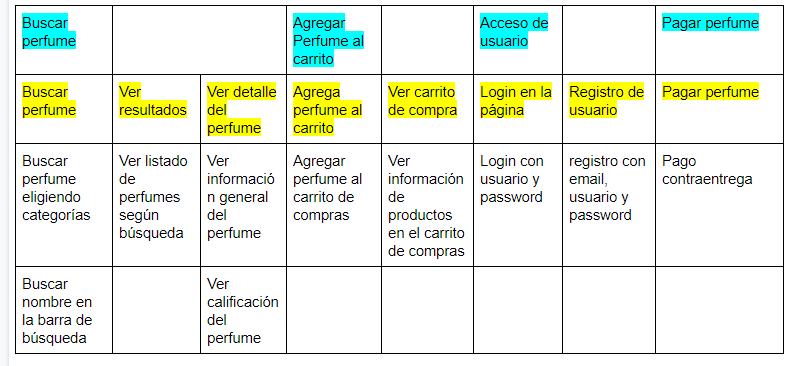 Buscar
perfume
Agregar
Perfume al
carrito
Acceso de
usuario
Pagar perfume
Buscar
perfume
Ver
resultados
Ver detalle
del
perfume
Agrega
perfume al
carrito
Ver carrito
de compra
Login en la
página
Registro de
usuario
Pagar perfume
Buscar
perfume
eligiendo
categorías
Ver listado
de
perfumes
según
búsqueda
Ver
informació
n general
del
perfume
Agregar
perfume al
carrito de
compras
Ver
información
de
productos
en el carrito
de compras
Login con
usuario y
password
registro con
email,
usuario y
password
Pago
contraentrega
Buscar
nombre en
la barra de
búsqueda
Ver
calificación
del
perfume